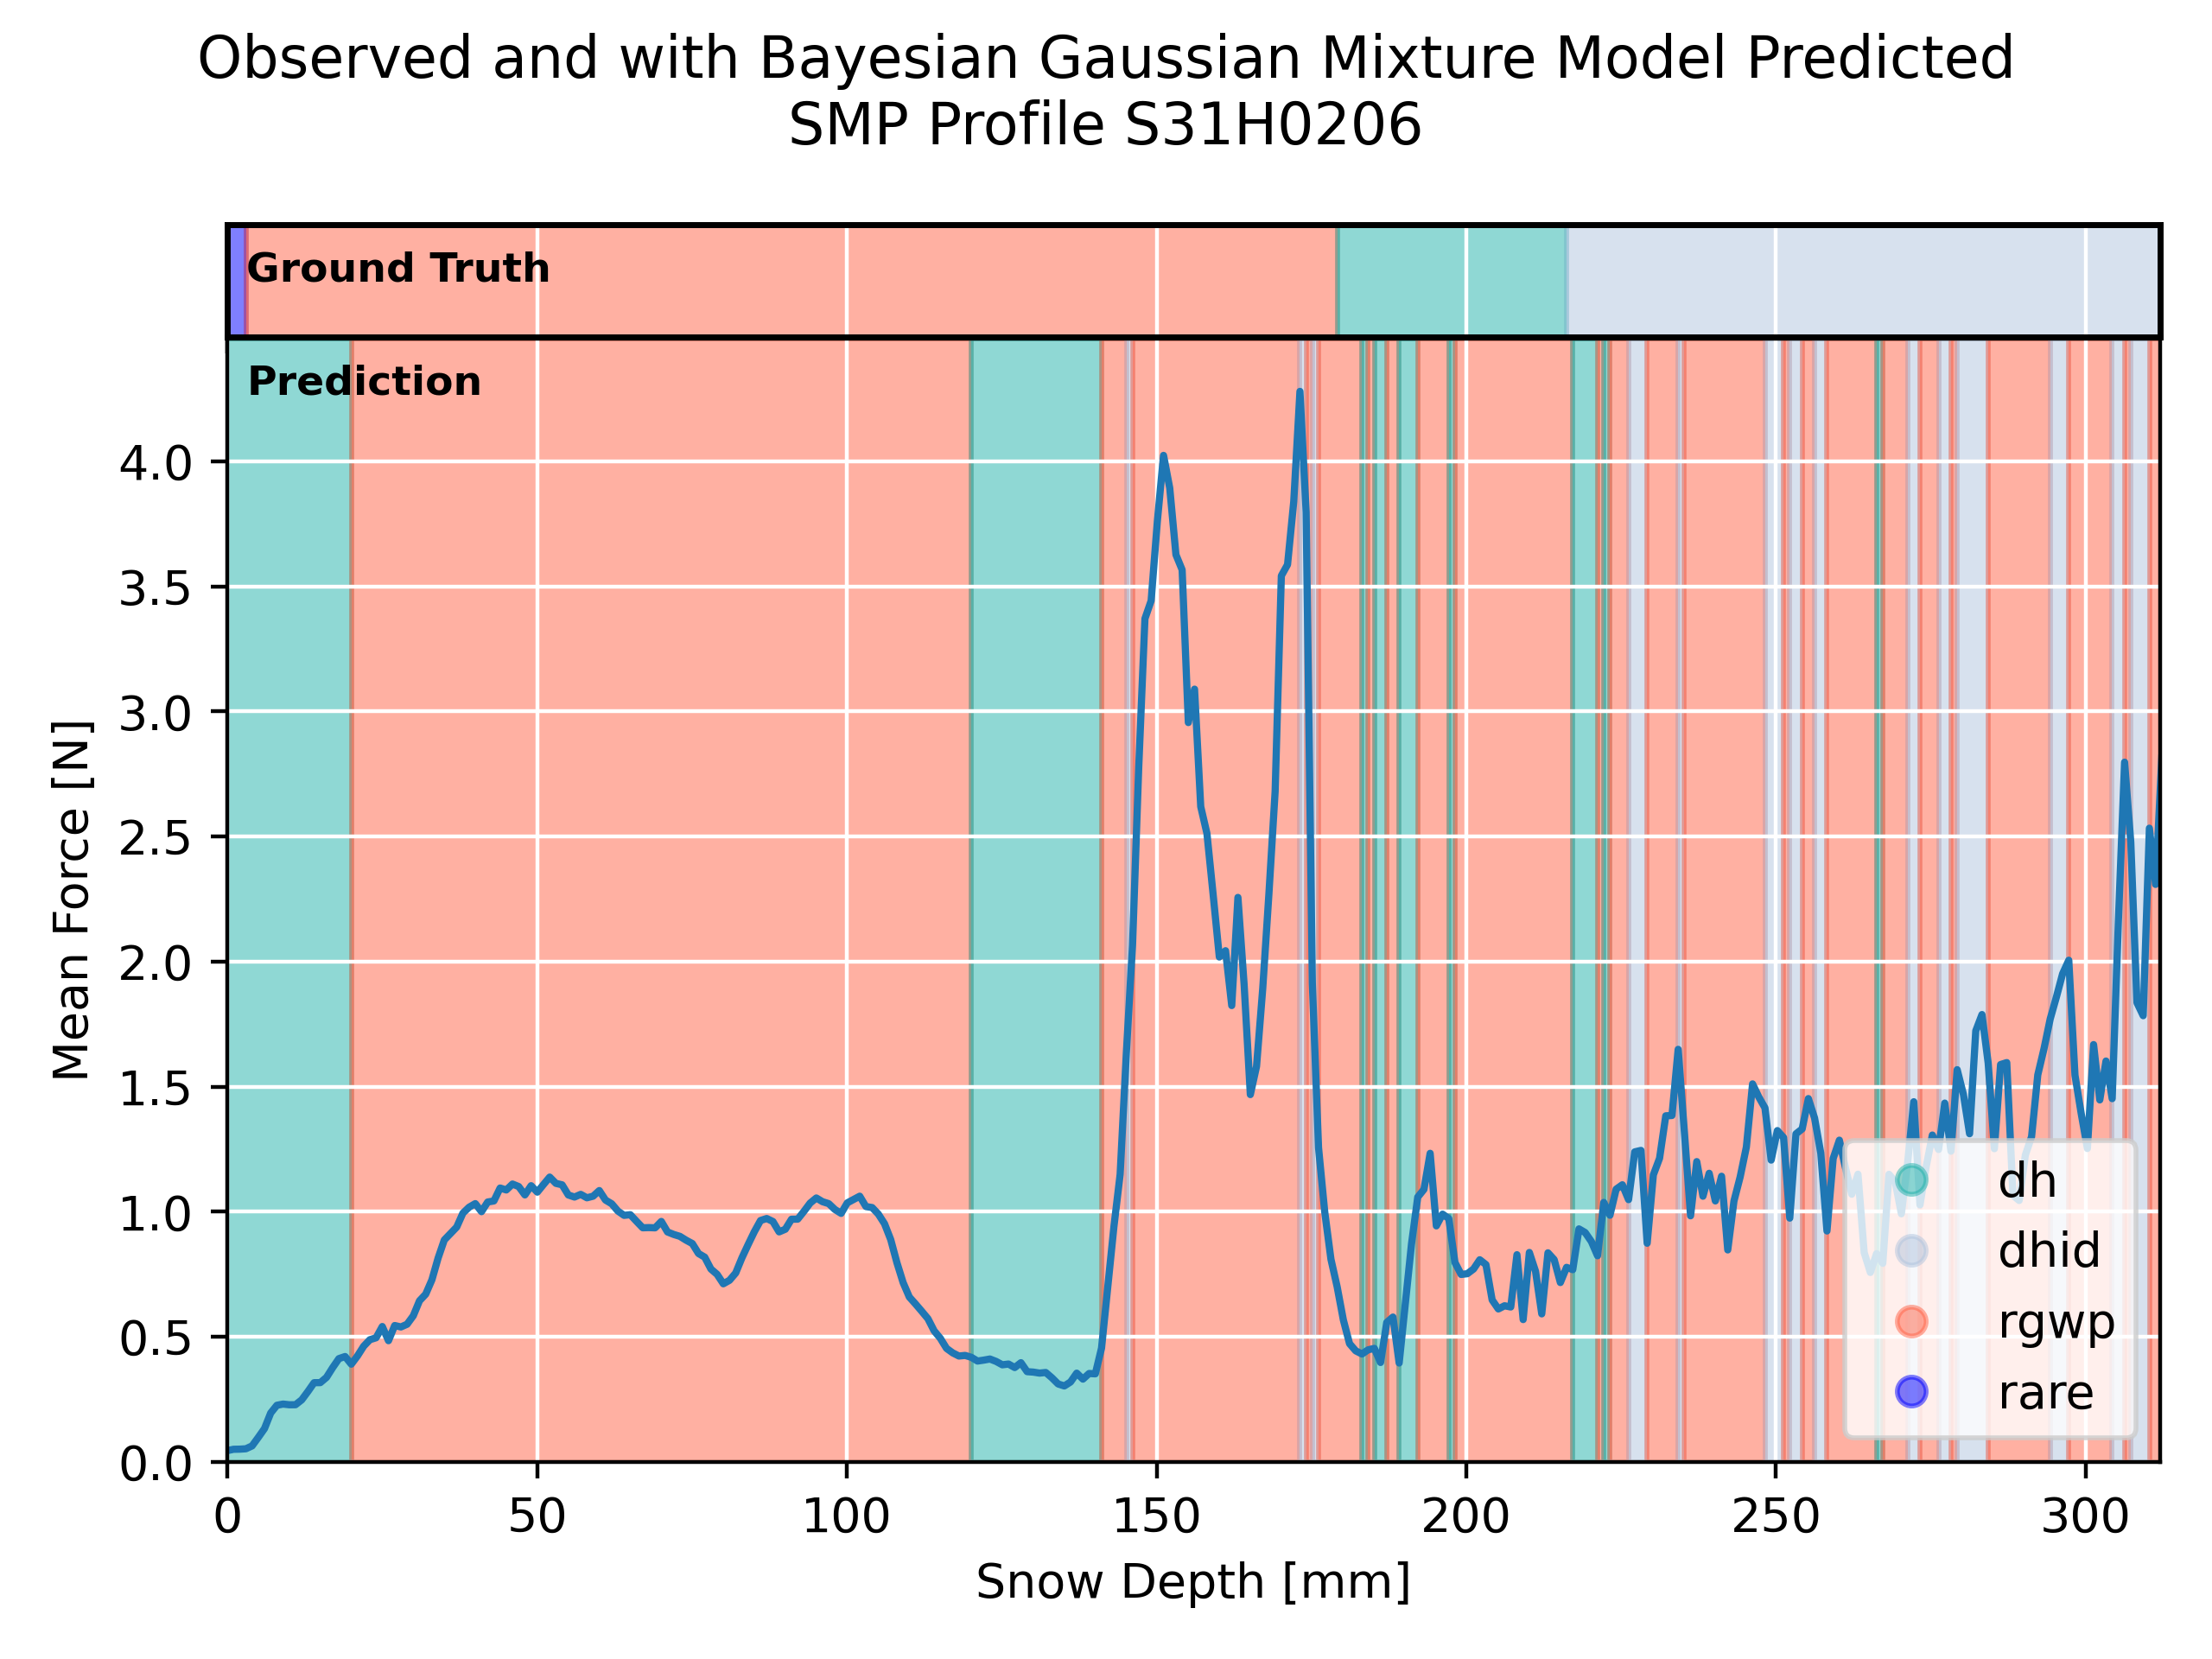 Observed and with Bayesian Gaussian Mixture Model Predicted
SMP Profile S31H0206
Ground Truth
Prediction
4.0
3.5
3.0
2.5
2.0
1.5
1.0
0.5
0.0
Mean Force [N]
dh
dhid
rgwp
rare
0 50 100 150 200 250 300
Snow Depth [mm]